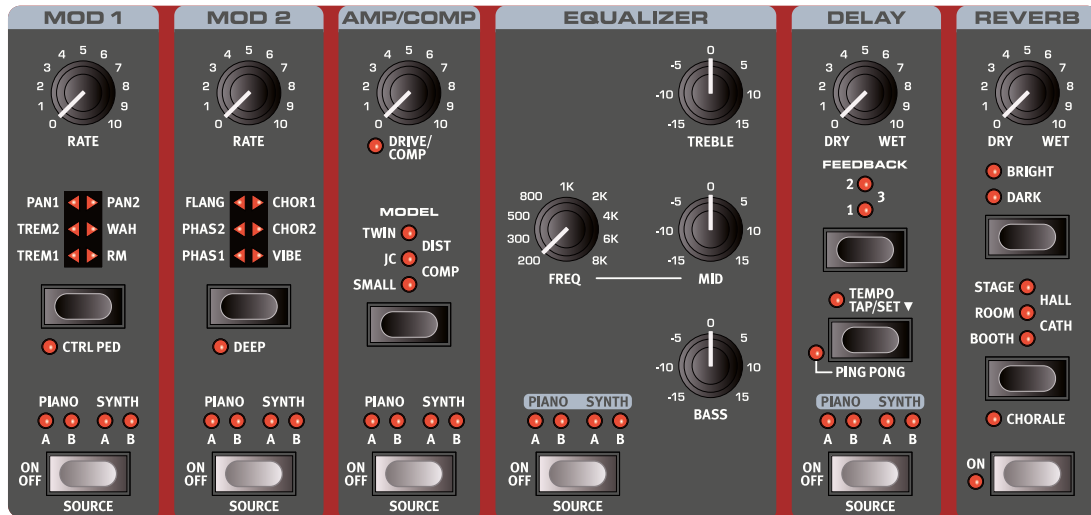 MOD 1
5
4 6
3 7
2 8
1 9
0 10
RATE
PAN1 PAN2
TREM2 WAH
TREM1 RM
CTRL PED
PIANO SYNTH
A B A B
ON
OFF
SOURCE
MOD 2
5
4 6
3 7
2 8
1 9
0 10
RATE
FLANG CHOR1
PHAS2 CHOR2
PHAS1 VIBE
DEEP
PIANO SYNTH
A B A B
ON
OFF
SOURCE
AMP/COMP
5
4 6
3 7
2 8
1 9
0 10
DRIVE/
COMP
MODEL
TWIN
DIST
JC
COMP
SMALL
PIANO SYNTH
A B A B
ON
OFF
SOURCE
EQUALIZER
0
-5 5
-10 10
-15 15
TREBLE
1K
800 2K
500 4K
300 6K
200 8K
FREQ
0
-5 5
-10 10
-15 15
MID
0
-5 5
-10 10
-15 15
BASS
PIANO SYNTH
A B A B
ON
OFF
SOURCE
DELAY
5
4 6
3 7
2 8
1 9
0 10
DRY WET
FEEDBACK
2
3
1
TEMPO
TAP/SET ▼
PING PONG
PIANO SYNTH
A B A B
ON
OFF
SOURCE
REVERB
5
4 6
3 7
2 8
1 9
0 10
DRY WET
BRIGHT
DARK
STAGE
HALL
ROOM
CATH
BOOTH
CHORALE
ON